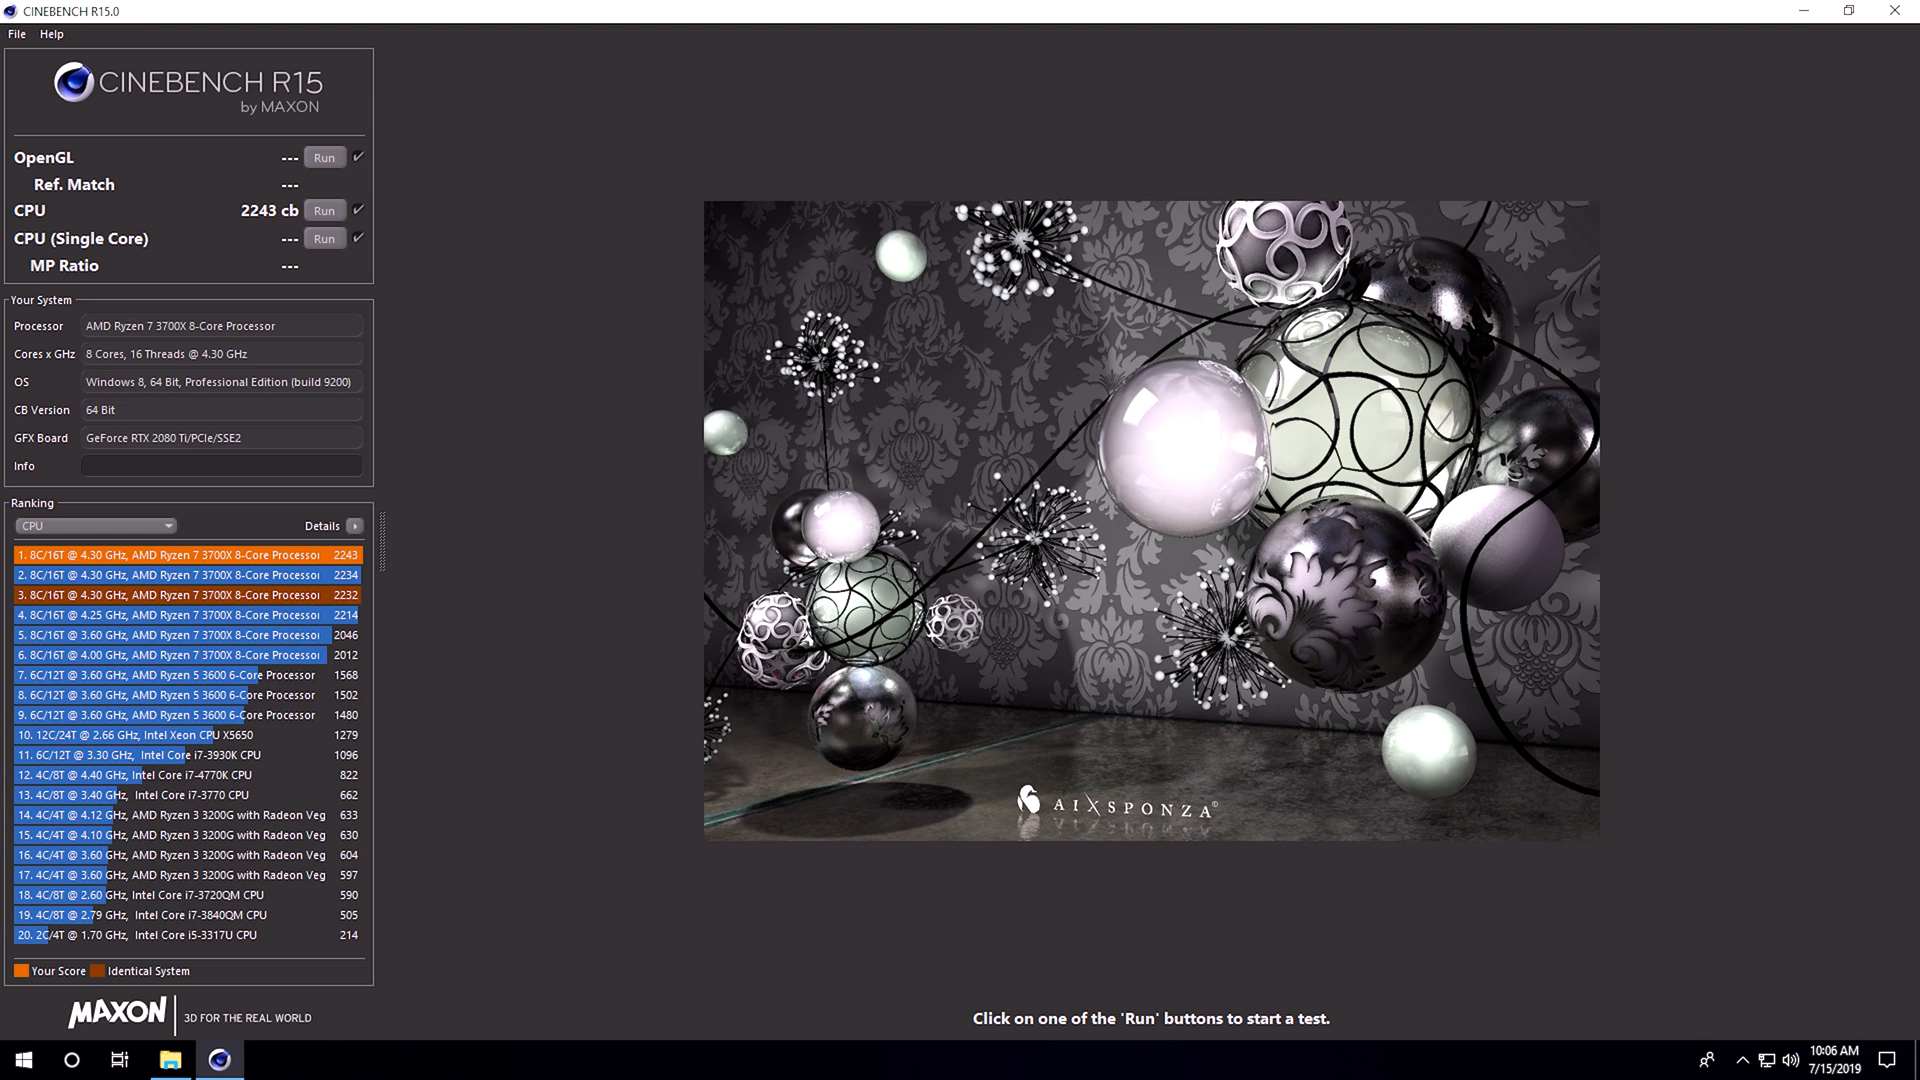 CINEBENCH R15.0
File Help
CINEBENCH R15
by MAXON
OpenGL --- Run
Ref. Match ---
CPU 2243 cb Run
CPU (Single Core) --- Run
MP Ratio ---
Your System
Processor AMD Ryzen 7 3700X 8-Core Processor
Cores x GHz 8 Cores, 16 Threads @ 4.30 GHz
OS Windows 8, 64 Bit, Professional Edition (build 9200)
CB Version 64 Bit
GFX Board GeForce RTX 2080 Ti/PCIe/SSE2
Info
Ranking
CPU Details
1. 8C/16T @ 4.30 GHz, AMD Ryzen 7 3700X 8-Core Processor 2243
2. 8C/16T @ 4.30 GHz, AMD Ryzen 7 3700X 8-Core Processor 2234
3. 8C/16T @ 4.30 GHz, AMD Ryzen 7 3700X 8-Core Processor 2232
4. 8C/16T @ 4.25 GHz, AMD Ryzen 7 3700X 8-Core Processor 2214
5. 8C/16T @ 3.60 GHz, AMD Ryzen 7 3700X 8-Core Processor 2046
6. 8C/16T @ 4.00 GHz, AMD Ryzen 7 3700X 8-Core Processor 2012
7. 6C/12T @ 3.60 GHz, AMD Ryzen 5 3600 6-Core Processor 1568
8. 6C/12T @ 3.60 GHz, AMD Ryzen 5 3600 6-Core Processor 1502
9. 6C/12T @ 3.60 GHz, AMD Ryzen 5 3600 6-Core Processor 1480
10. 12C/24T @ 2.66 GHz, Intel Xeon CPU X5650 1279
11. 6C/12T @ 3.30 GHz, Intel Core i7-3930K CPU 1096
12. 4C/8T @ 4.40 GHz, Intel Core i7-4770K CPU 822
13. 4C/8T @ 3.40 GHz, Intel Core i7-3770 CPU 662
14. 4C/4T @ 4.12 GHz, AMD Ryzen 3 3200G with Radeon Veg 633
15. 4C/4T @ 4.10 GHz, AMD Ryzen 3 3200G with Radeon Veg 630
16. 4C/4T @ 3.60 GHz, AMD Ryzen 3 3200G with Radeon Veg 604
17. 4C/4T @ 3.60 GHz, AMD Ryzen 3 3200G with Radeon Veg 597
18. 4C/8T @ 2.60 GHz, Intel Core i7-3720QM CPU 590
19. 4C/8T @ 2.79 GHz, Intel Core i7-3840QM CPU 505
20. 2C/4T @ 1.70 GHz, Intel Core i5-3317U CPU 214
Your Score Identical System
MAXON 3D FOR THE REAL WORLD
AIXSPONZA®
Click on one of the 'Run' buttons to start a test.
10:06 AM
7/15/2019